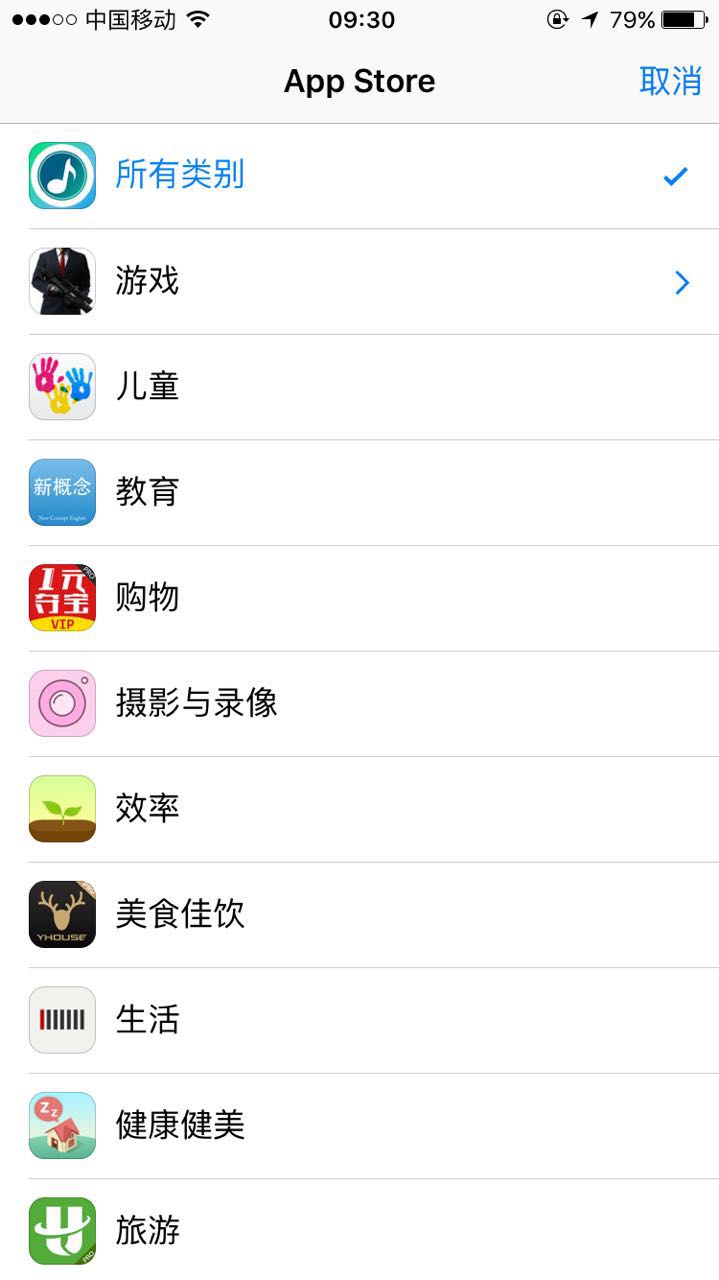 中国移动 09:30 79%
App Store 取消
所有类别
游戏
儿童
新概念
New Concept English
教育
1元
夺宝
VIP
PRO
购物
摄影与录像
效率
YHOUSE
美食佳饮
生活
Zz
健康健美
PRO
旅游